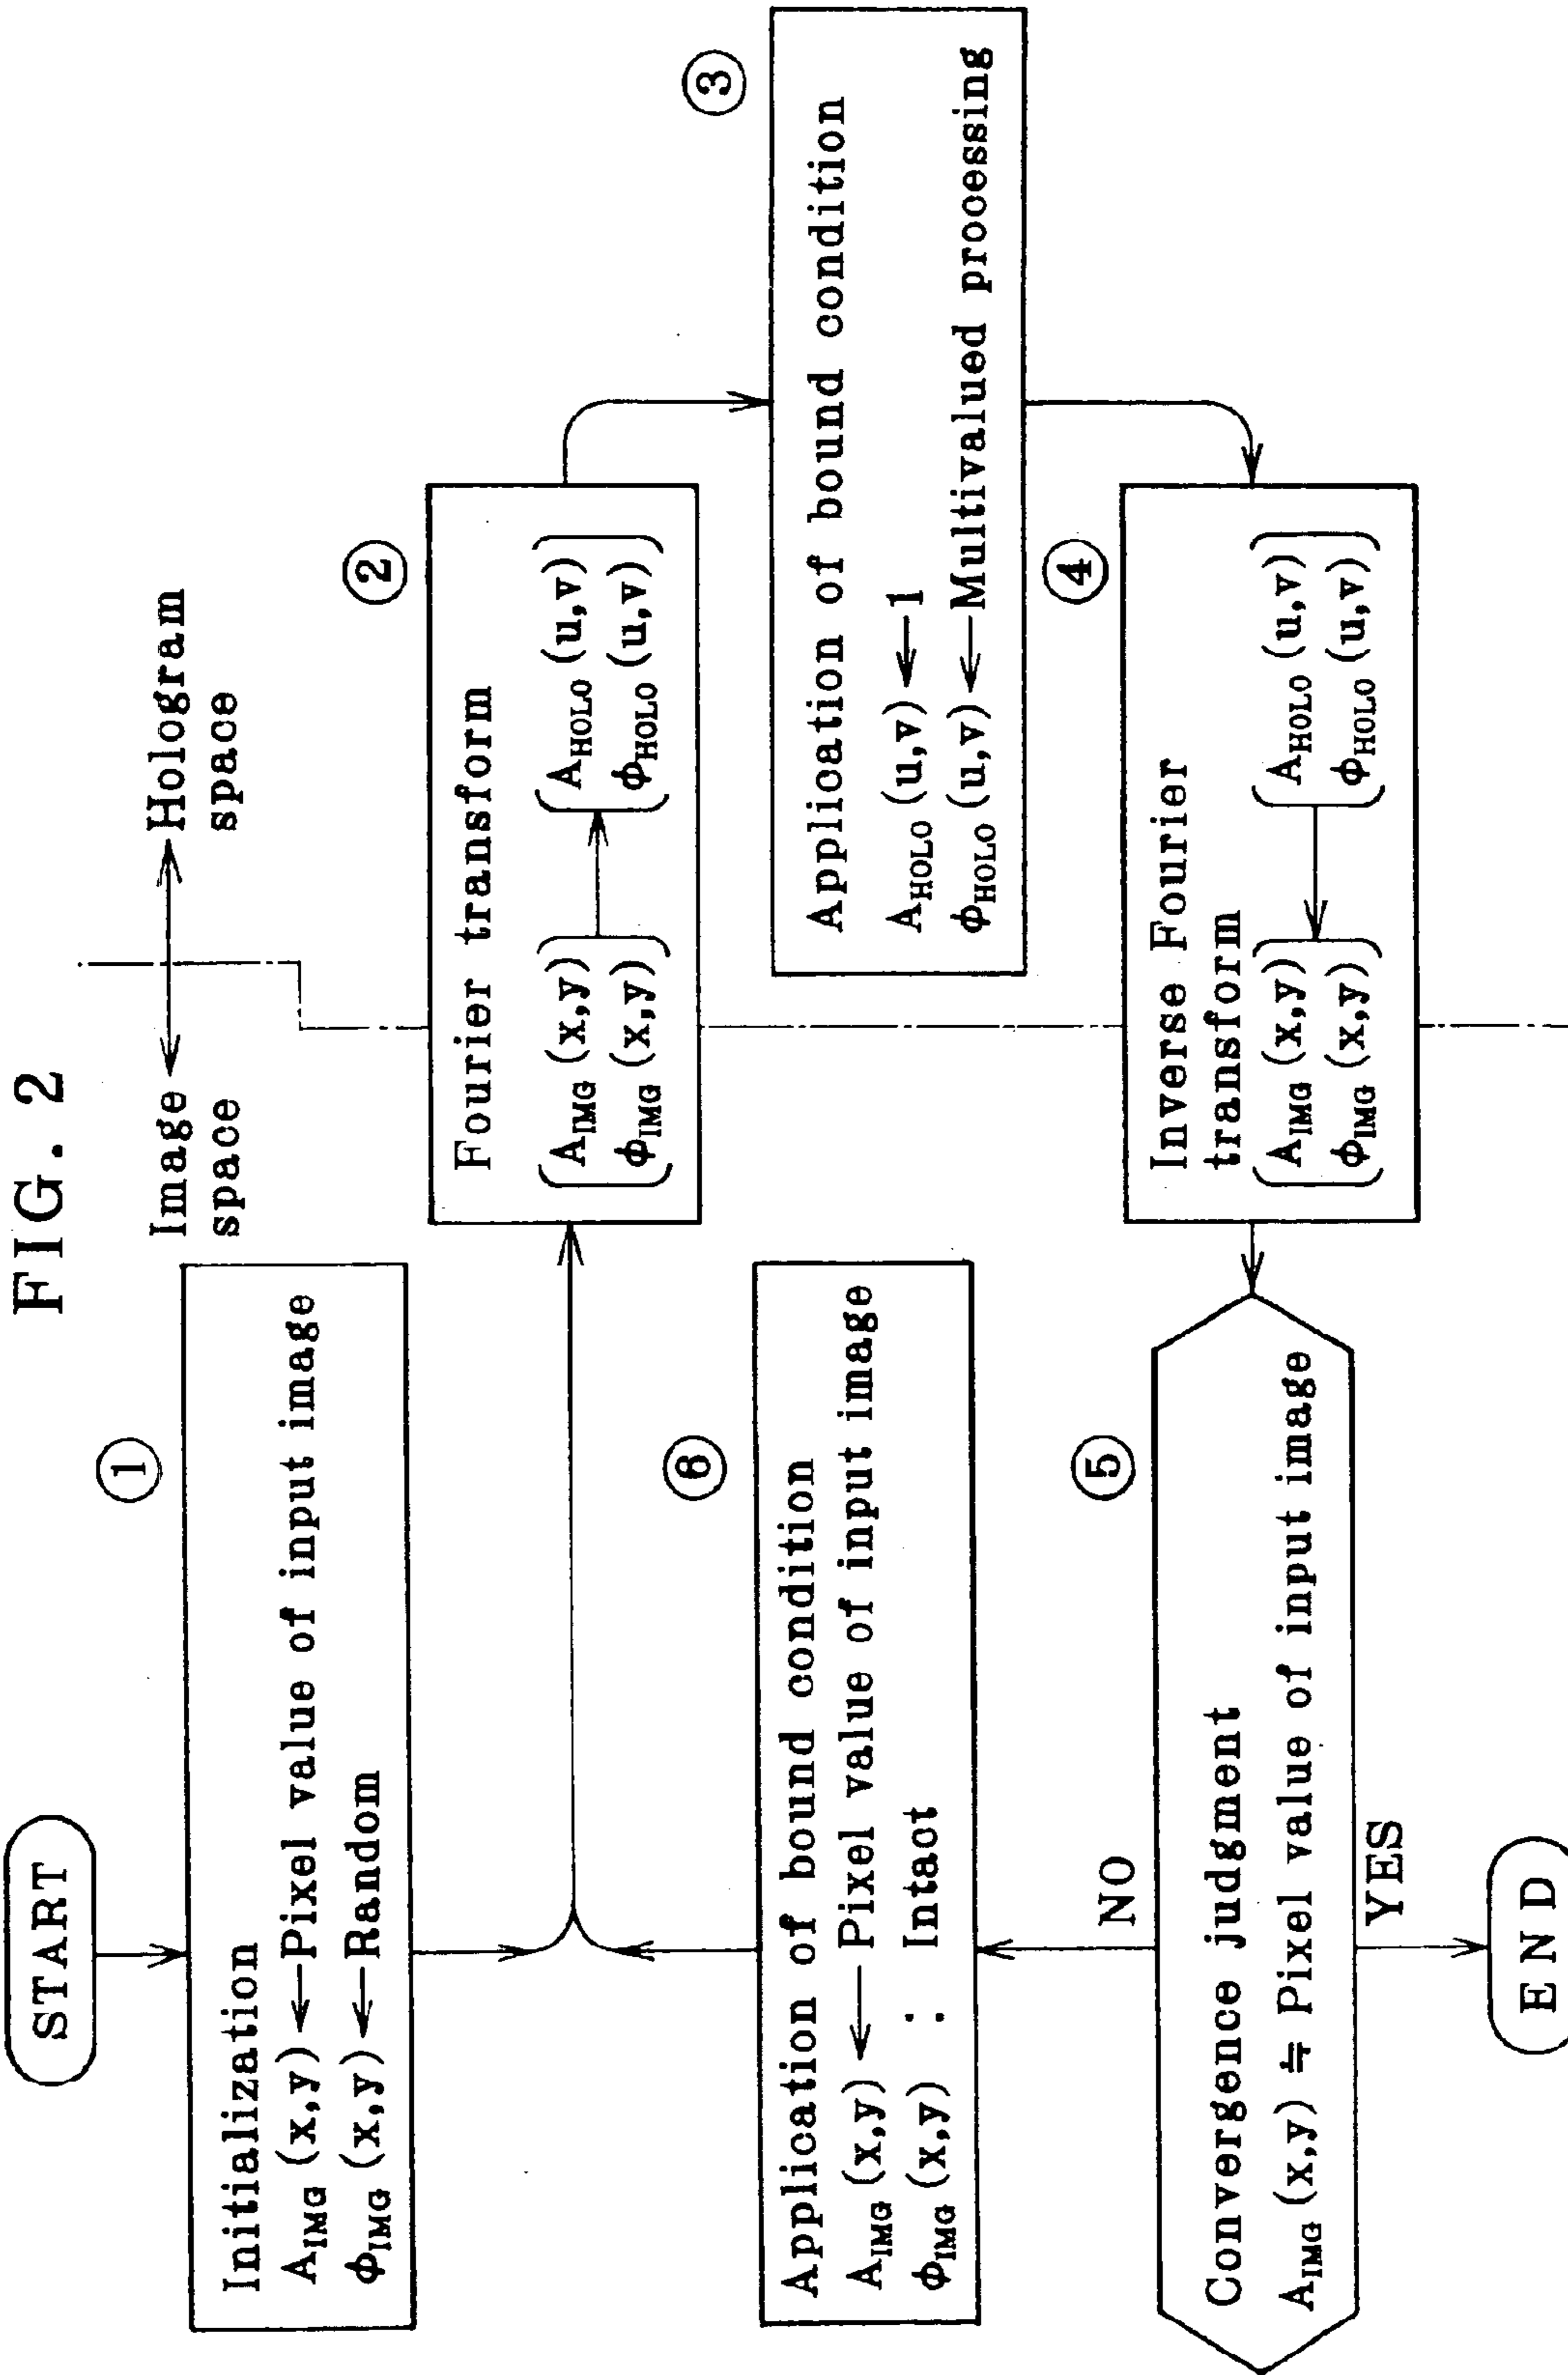 FIG. 2
Image space ⟷ Hologram space
START
①
Initialization
A_IMG (x,y) ← Pixel value of input image
ϕ_IMG (x,y) ← Random
②
Fourier transform
( A_IMG (x,y) ) → ( A_HOLO (u,v) )
( ϕ_IMG (x,y) ) ( ϕ_HOLO (u,v) )
③
Application of bound condition
A_HOLO (u,v) ← 1
ϕ_HOLO (u,v) ← Multivalued processing
④
Inverse Fourier
transform
( A_IMG (x,y) ) ← ( A_HOLO (u,v) )
( ϕ_IMG (x,y) ) ( ϕ_HOLO (u,v) )
⑤
Convergence judgment
A_IMG (x,y) ≒ Pixel value of input image
NO
YES
⑥
Application of bound condition
A_IMG (x,y) ← Pixel value of input image
ϕ_IMG (x,y) : Intact
END